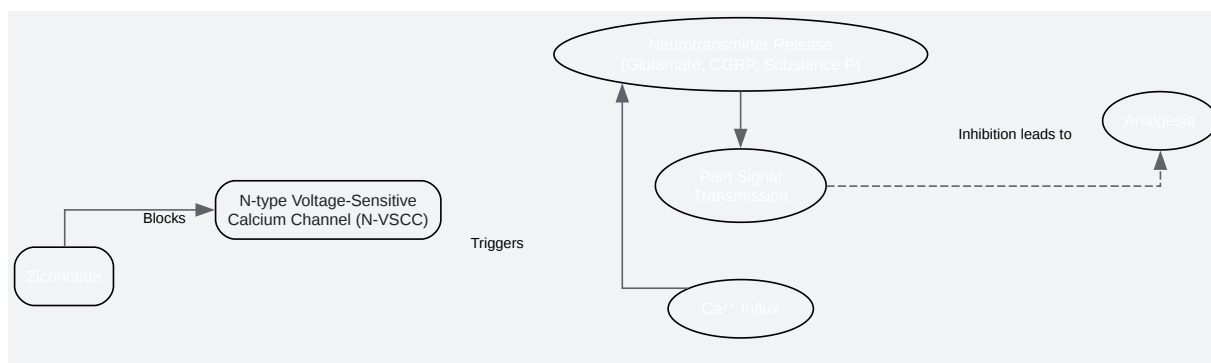 Neurotransmitter Release
(Glutamate, CGRP, Substance P)
Analgesia
Inhibition leads to
Pain Signal
Transmission
N-type Voltage-Sensitive
Calcium Channel (N-VSCC)
Blocks
Triggers
Ziconotide
Ca²⁺ Influx